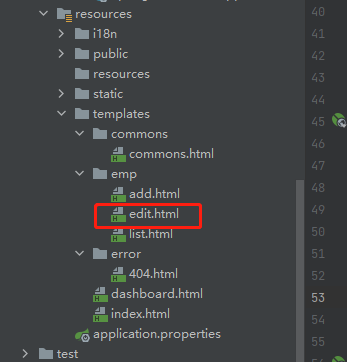 resources
i18n
public
resources
static
templates
commons
commons.html
emp
add.html
edit.html
list.html
error
404.html
dashboard.html
index.html
application.properties
test
40
41
42
43
44
45
46
47
48
49
50
51
52
53
54
55
56